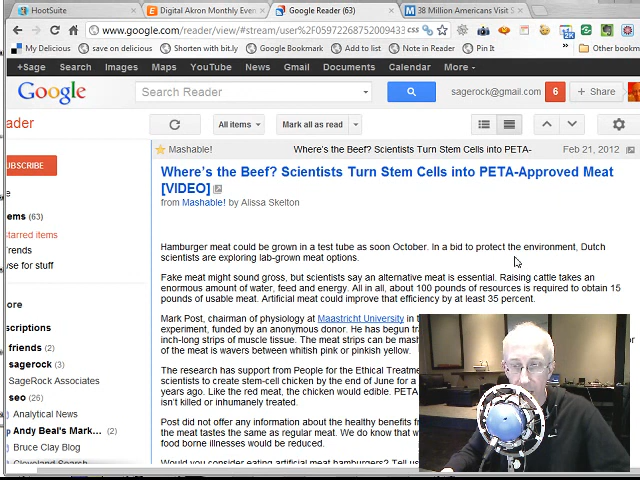 HootSuite
Digital Akron Monthly Even
Google Reader (63)
38 Million Americans Visit S
www.google.com/reader/view/#stream/user%2F05972268752009433
css
My Delicious
save on delicious
Shorten with bit.ly
Google Bookmark
Add to list
Note in Reader
Pin It
Other bookm
+Sage Search Images Maps YouTube News Gmail Documents Calendar More
Google
Search Reader
sagerock@gmail.com
6
+ Share
ader
All items
Mark all as read
UBSCRIBE
Mashable!
Where's the Beef? Scientists Turn Stem Cells into PETA-
Feb 21, 2012
Where's the Beef? Scientists Turn Stem Cells into PETA-Approved Meat
[VIDEO]
from Mashable! by Alissa Skelton
e
ems (63)
tarred items
rends
wse for stuff
ore
scriptions
friends (2)
sagerock (3)
SageRock Associates
seo (26)
Analytical News
Andy Beal's Mark... (2)
Bruce Clay Blog
Cleveland Search
Hamburger meat could be grown in a test tube as soon October. In a bid to protect the environment, Dutch
scientists are exploring lab-grown meat options.
Fake meat might sound gross, but scientists say an alternative meat is essential. Raising cattle takes an
enormous amount of water, feed and energy. All in all, about 100 pounds of resources is required to obtain 15
pounds of usable meat. Artificial meat could improve that efficiency by at least 35 percent.
Mark Post, chairman of physiology at Maastricht University in t
experiment, funded by an anonymous donor. He has begun tra
inch-long strips of muscle tissue. The meat strips can be mash
of the meat is wavers between whitish pink or pinkish yellow.
The research has support from People for the Ethical Treatme
scientists to create stem-cell chicken by the end of June for a
years ago. Like the red meat, the chicken would edible. PETA
isn't killed or inhumanely treated.
Post did not offer any information about the healthy benefits fr
the meat tastes the same as regular meat. We do know that w
food borne illnesses would be reduced.
Would you consider eating artificial meat hamburgers? Tell us